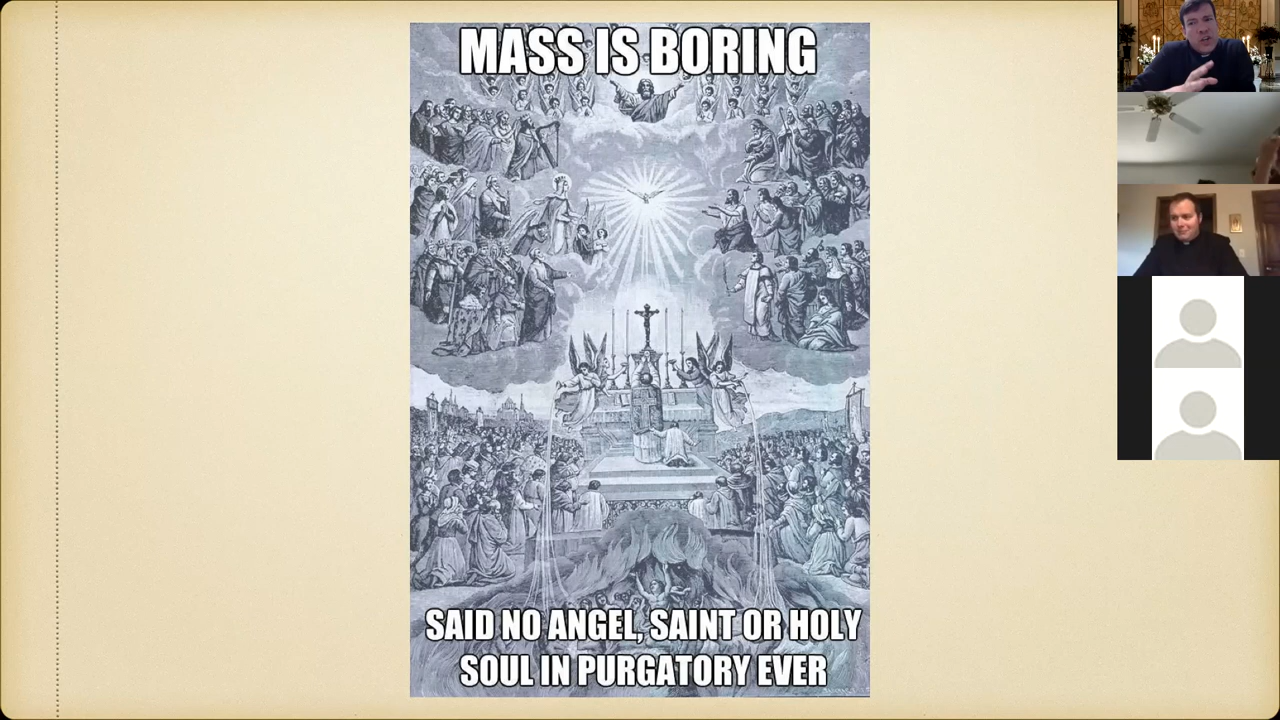 MASS IS BORING
SAID NO ANGEL, SAINT OR HOLY
SOUL IN PURGATORY EVER